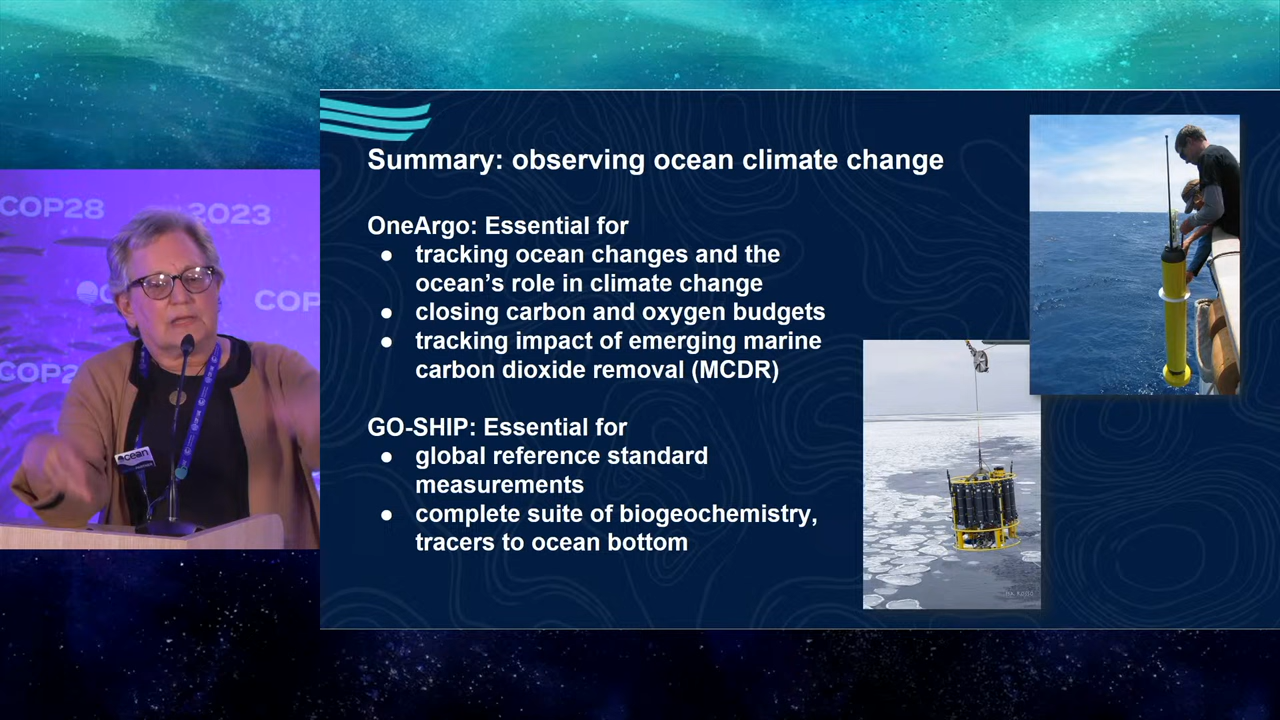 Summary: observing ocean climate change
OneArgo: Essential for
● tracking ocean changes and the
ocean's role in climate change
● closing carbon and oxygen budgets
● tracking impact of emerging marine
carbon dioxide removal (MCDR)
GO-SHIP: Essential for
● global reference standard
measurements
● complete suite of biogeochemistry,
tracers to ocean bottom
COP28
2023
COP
COP2
ocean